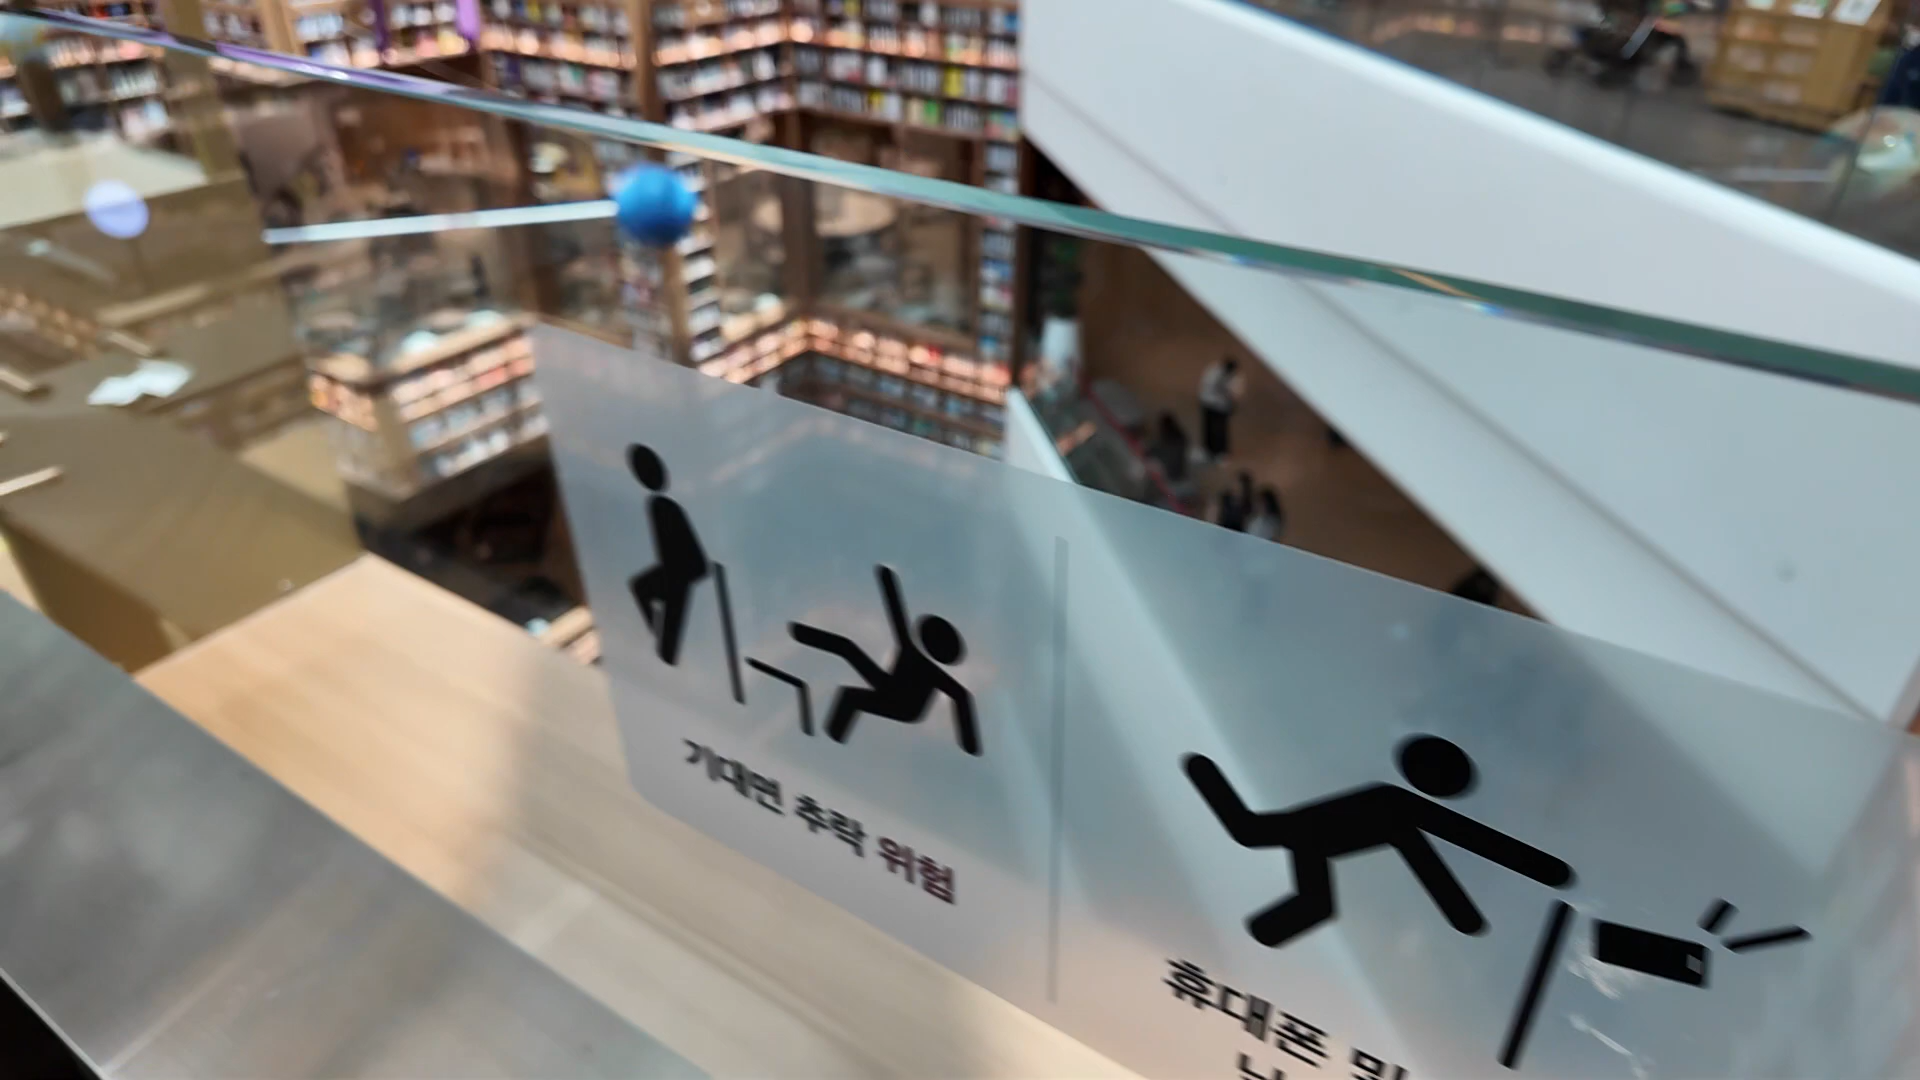 기대면 추락 위험
휴대폰 및